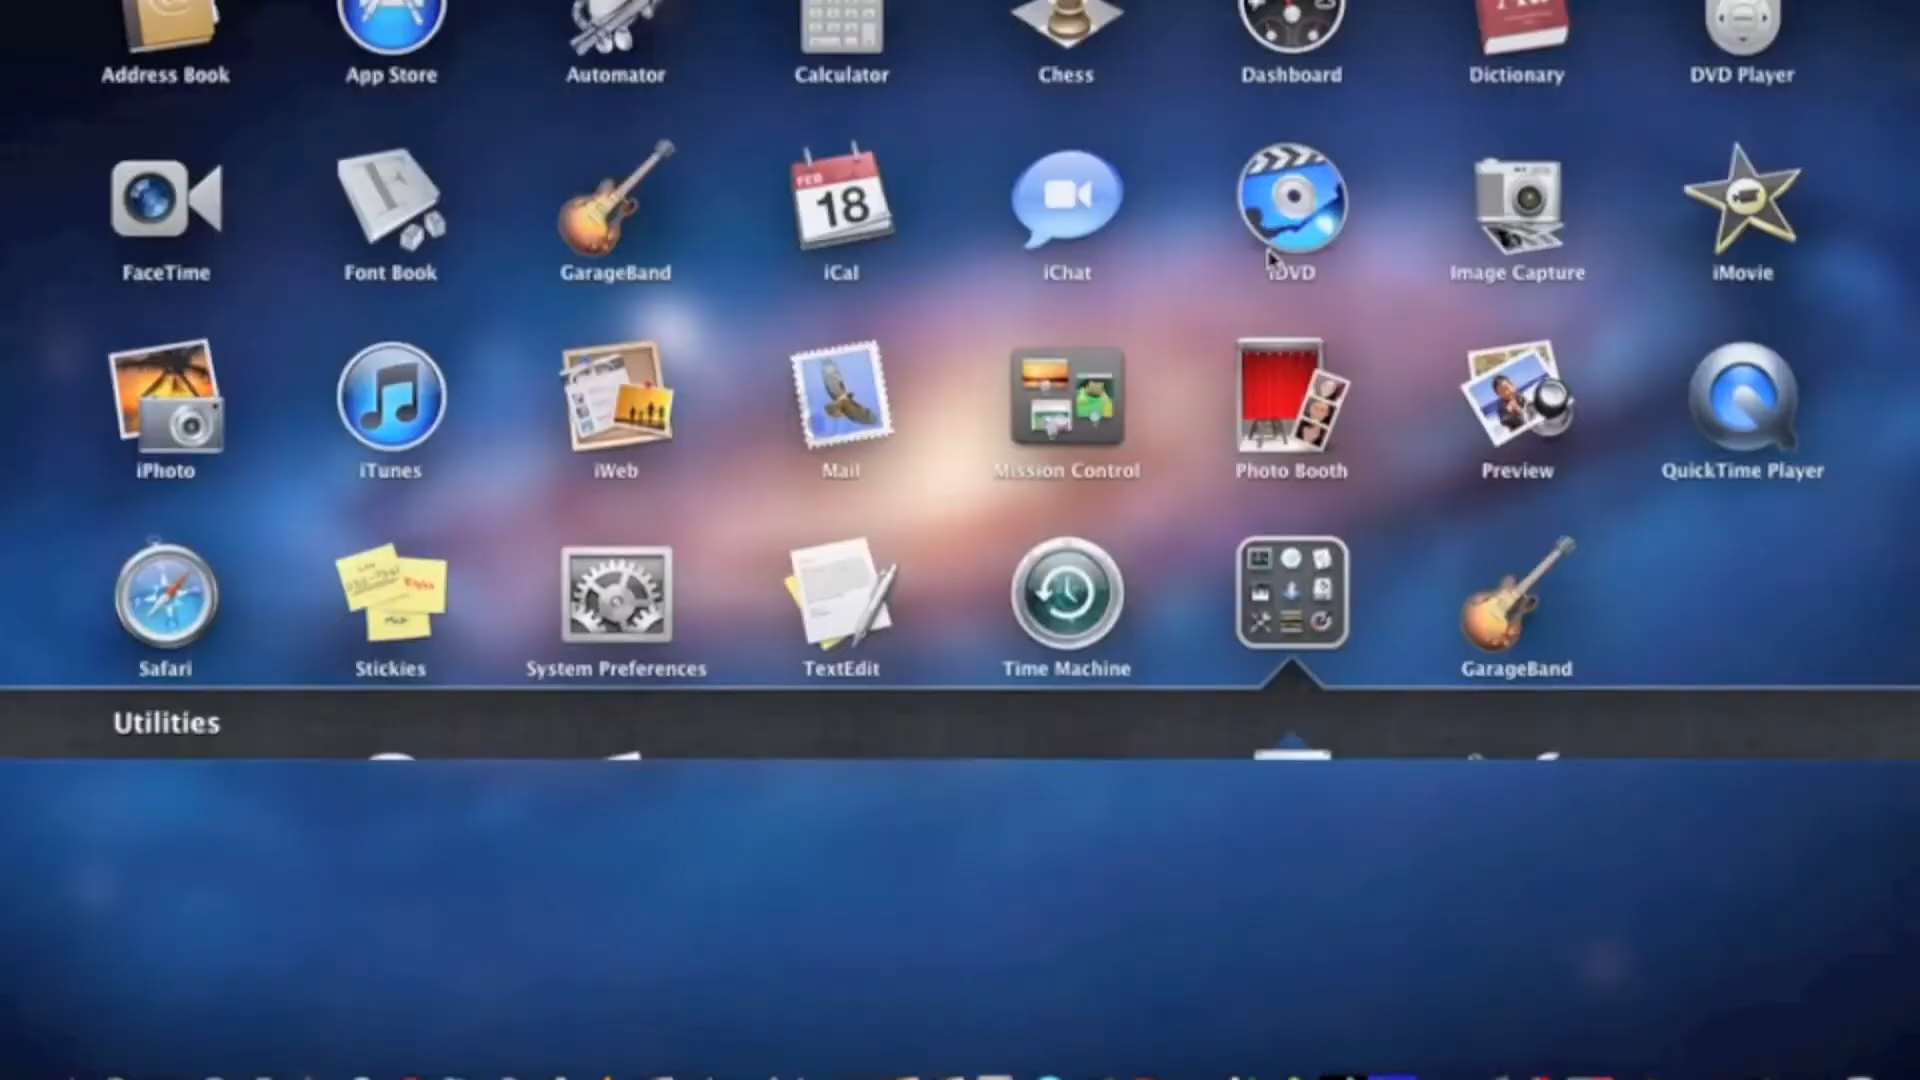 Address Book App Store Automator Calculator Chess Dashboard Dictionary DVD Player
FEB
18
FaceTime Font Book GarageBand iCal iChat iDVD Image Capture iMovie
iPhoto iTunes iWeb Mail Mission Control Photo Booth Preview QuickTime Player
Safari Stickies System Preferences TextEdit Time Machine GarageBand
Utilities